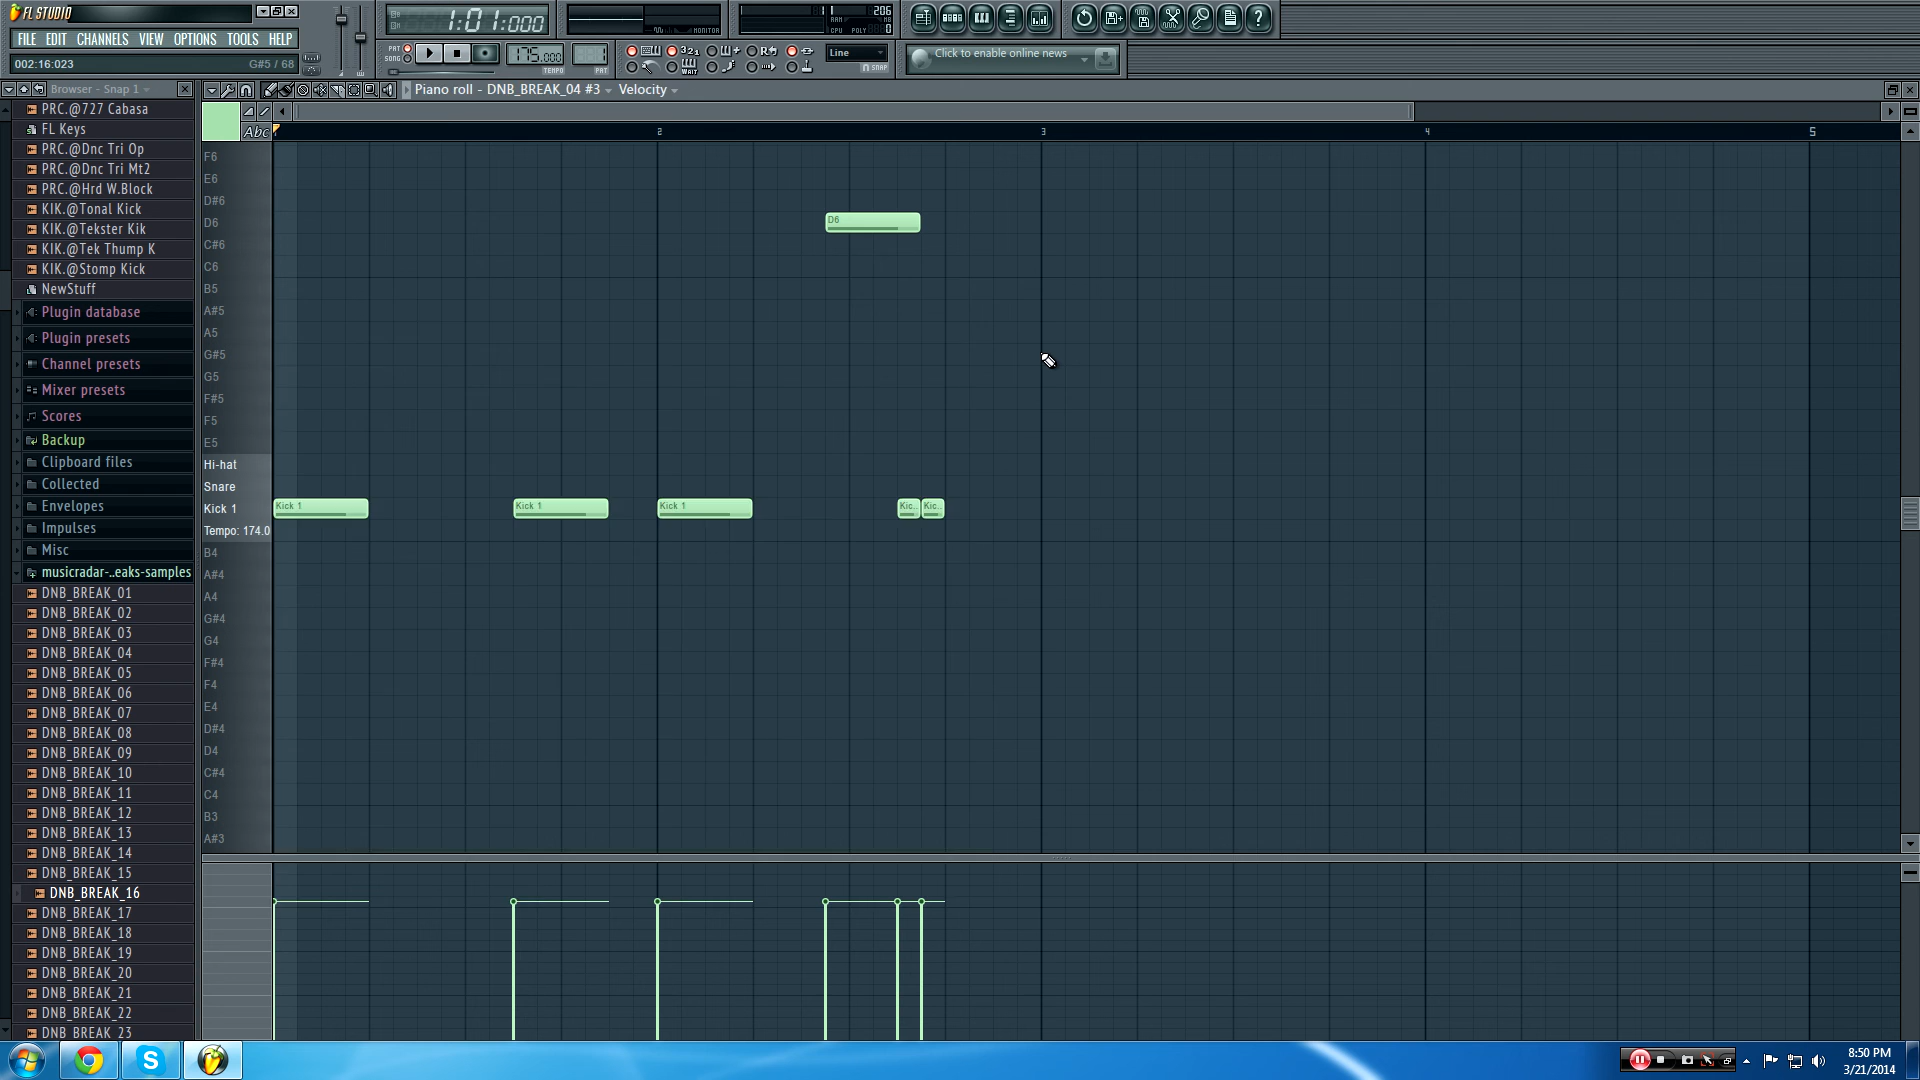 FL STUDIO
FILE EDIT CHANNELS VIEW OPTIONS TOOLS HELP
002:16:023 G#5 / 68
1:01:000
MONITOR
1 206
RAM
CPU POLY 0
PAT
SONG
175.000
TEMPO
1
PAT
321
WAIT
Line
SNAP
Click to enable online news
Browser - Snap 1
Piano roll - DNB_BREAK_04 #3 Velocity
Abc
2 3 4 5
PRC.@727 Cabasa
FL Keys
PRC.@Dnc Tri Op
PRC.@Dnc Tri Mt2
PRC.@Hrd W.Block
KIK.@Tonal Kick
KIK.@Tekster Kik
KIK.@Tek Thump K
KIK.@Stomp Kick
NewStuff
Plugin database
Plugin presets
Channel presets
Mixer presets
Scores
Backup
Clipboard files
Collected
Envelopes
Impulses
Misc
musicradar-..eaks-samples
DNB_BREAK_01
DNB_BREAK_02
DNB_BREAK_03
DNB_BREAK_04
DNB_BREAK_05
DNB_BREAK_06
DNB_BREAK_07
DNB_BREAK_08
DNB_BREAK_09
DNB_BREAK_10
DNB_BREAK_11
DNB_BREAK_12
DNB_BREAK_13
DNB_BREAK_14
DNB_BREAK_15
DNB_BREAK_16
DNB_BREAK_17
DNB_BREAK_18
DNB_BREAK_19
DNB_BREAK_20
DNB_BREAK_21
DNB_BREAK_22
DNB_BREAK_23
F6
E6
D#6
D6 D6
C#6
C6
B5
A#5
A5
G#5
G5
F#5
F5
E5
Hi-hat
Snare
Kick 1 Kick 1 Kick 1 Kick 1 Kic.. Kic..
Tempo: 174.0
B4
A#4
A4
G#4
G4
F#4
F4
E4
D#4
D4
C#4
C4
B3
A#3
8:50 PM
3/21/2014